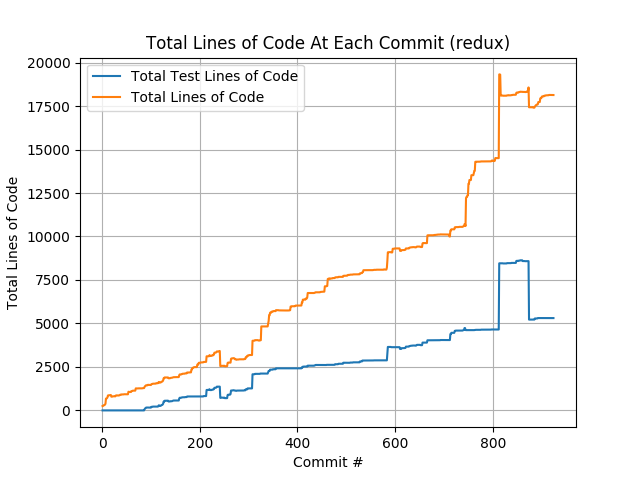 Total Lines of Code At Each Commit (redux)
Total Test Lines of Code
Total Lines of Code
Total Lines of Code
20000
17500
15000
12500
10000
7500
5000
2500
0
0 200 400 600 800
Commit #